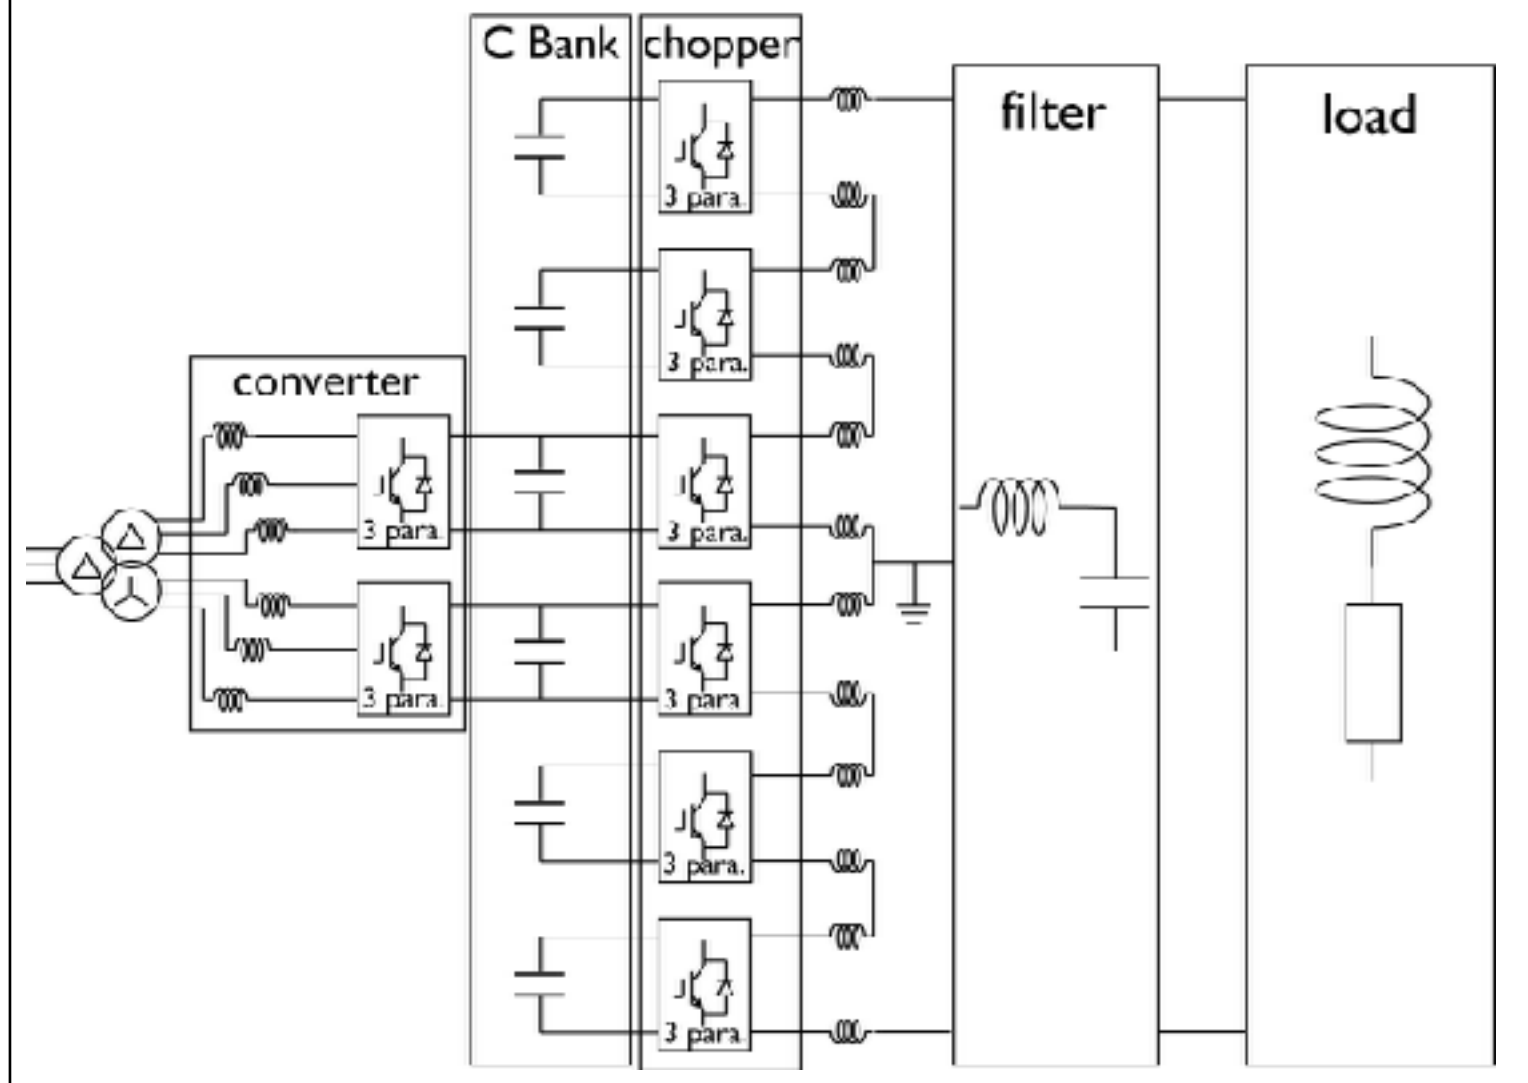 C Bank
chopper
filter
load
converter
3 para.
3 para.
3 para.
3 para.
3 para.
3 para
3 para.
3 para